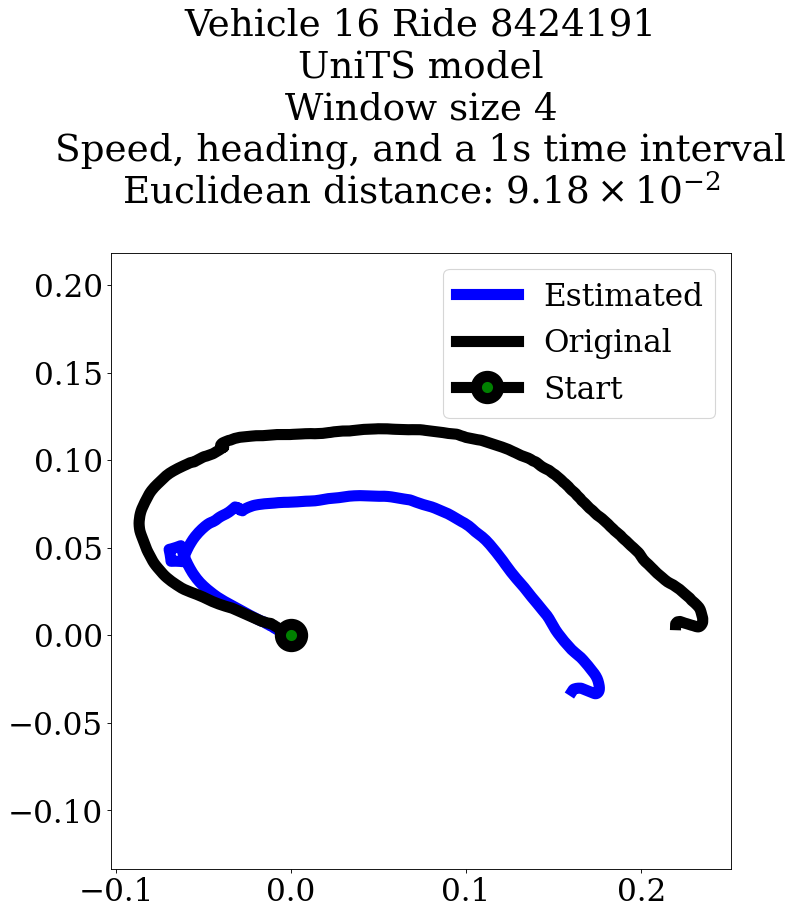 Vehicle 16 Ride 8424191
UniTS model
Window size 4
Speed, heading, and a 1s time interval
Euclidean distance: 9.18 × 10⁻²
Estimated
Original
Start
0.20
0.15
0.10
0.05
0.00
−0.05
−0.10
−0.1 0.0 0.1 0.2